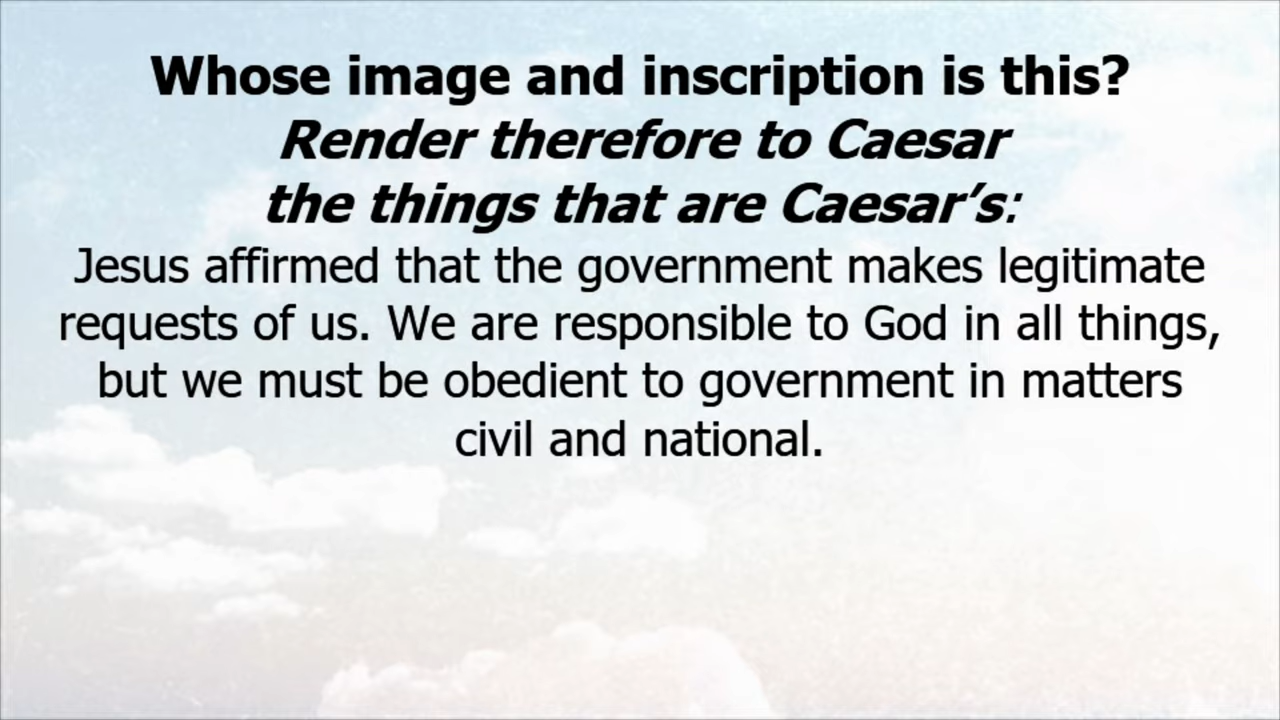 Whose image and inscription is this?
Render therefore to Caesar
the things that are Caesar’s:
Jesus affirmed that the government makes legitimate
requests of us. We are responsible to God in all things,
but we must be obedient to government in matters
civil and national.